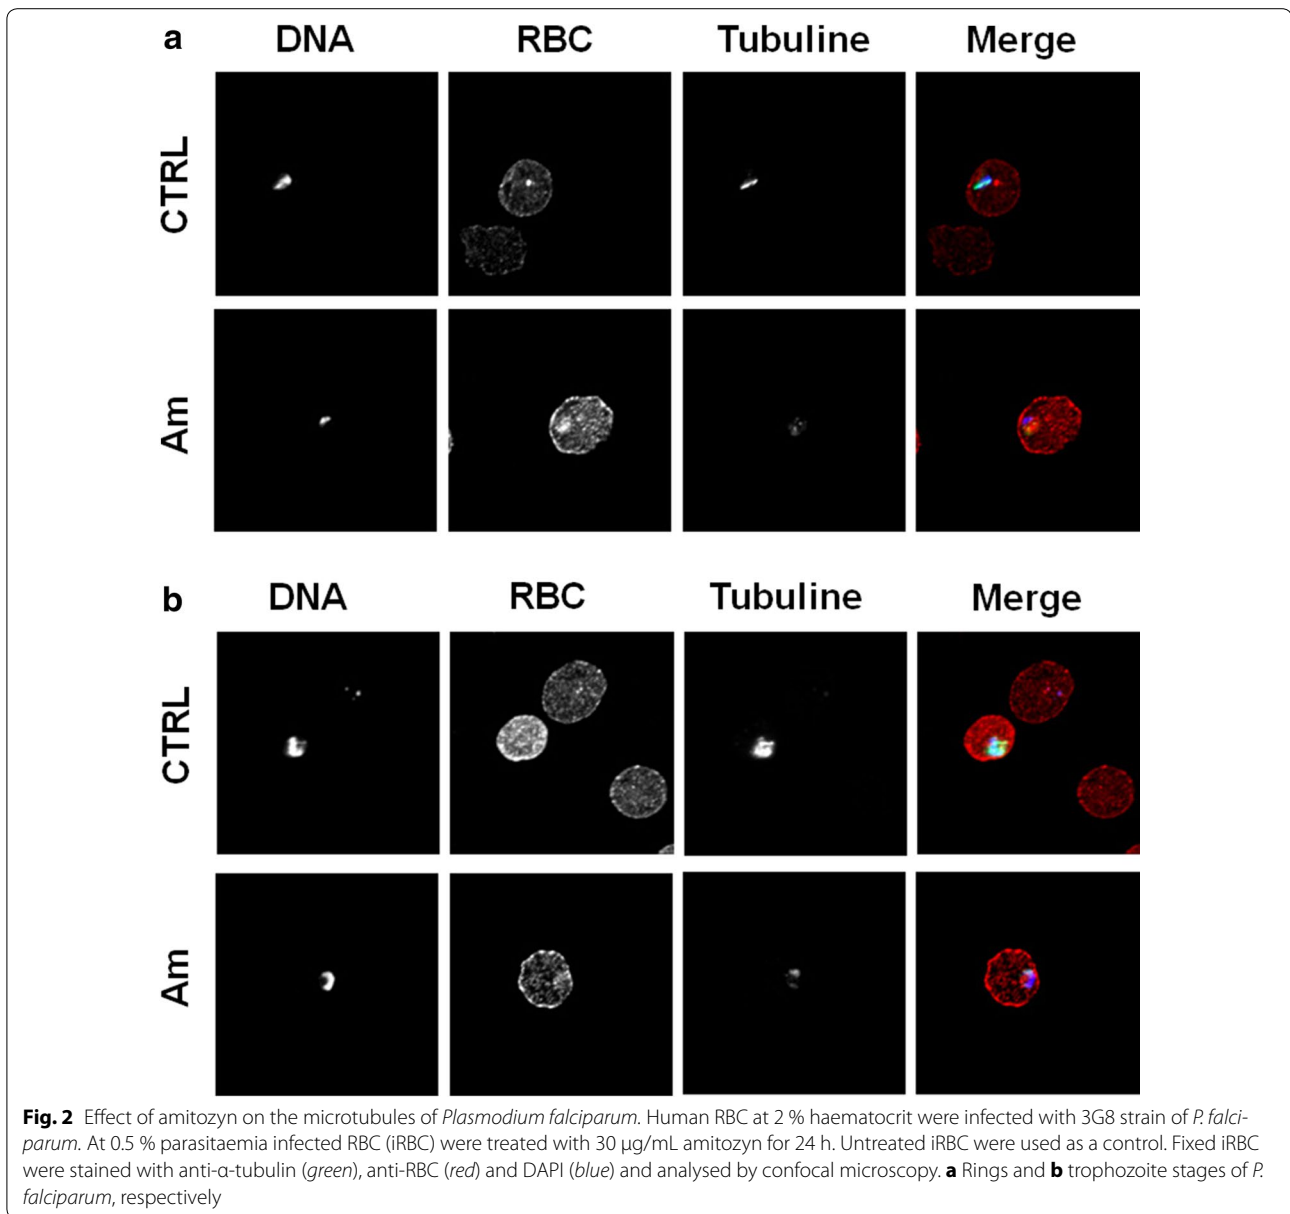 a DNA RBC Tubuline Merge
CTRL
Am
b DNA RBC Tubuline Merge
CTRL
Am
Fig. 2 Effect of amitozyn on the microtubules of Plasmodium falciparum. Human RBC at 2 % haematocrit were infected with 3G8 strain of P. falci-
parum. At 0.5 % parasitaemia infected RBC (iRBC) were treated with 30 µg/mL amitozyn for 24 h. Untreated iRBC were used as a control. Fixed iRBC
were stained with anti-α-tubulin (green), anti-RBC (red) and DAPI (blue) and analysed by confocal microscopy. a Rings and b trophozoite stages of P.
falciparum, respectively